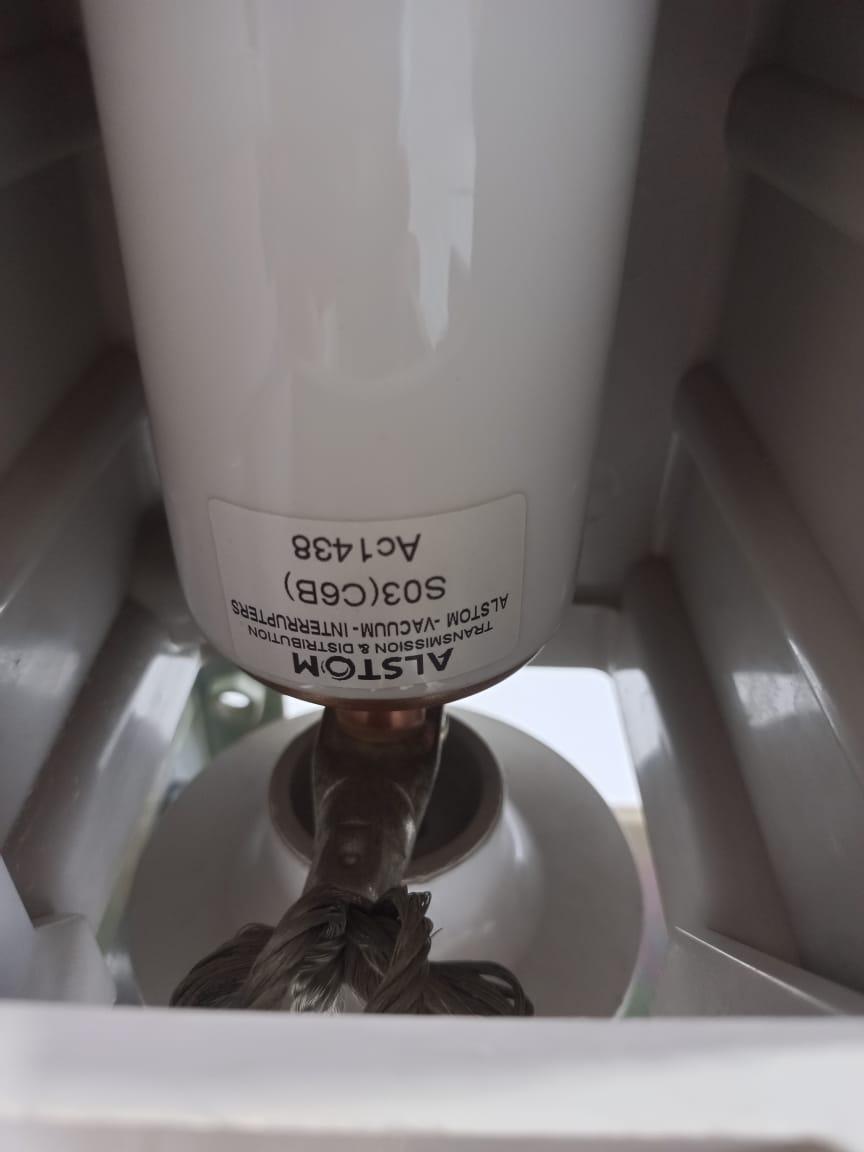 ALSTOM
TRANSMISSION & DISTRIBUTION
ALSTOM -VACUUM- INTERRUPTERS
S03(C6B)
Ac1438